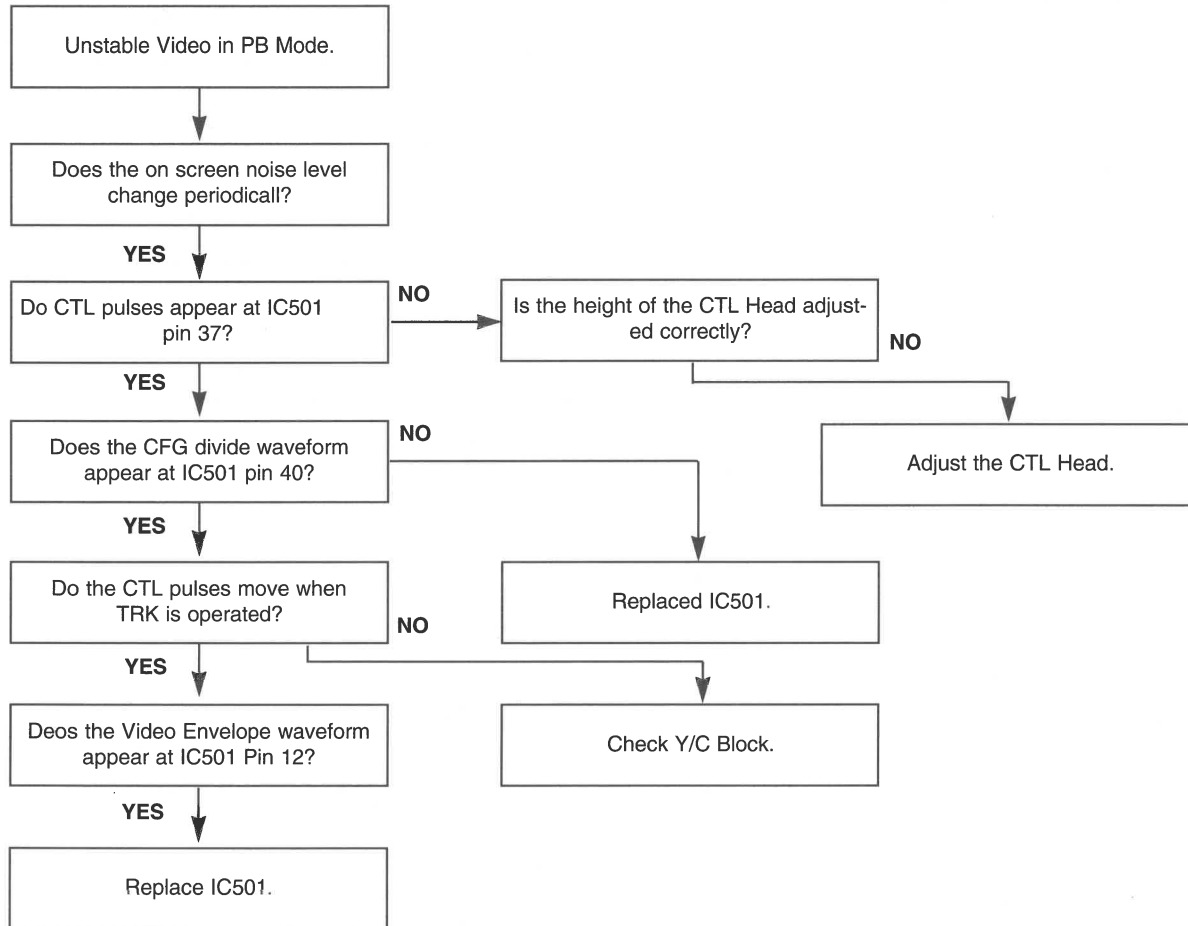 Unstable Video in PB Mode.
Does the on screen noise level
change periodicall?
YES
Do CTL pulses appear at IC501
pin 37?
NO
Is the height of the CTL Head adjust-
ed correctly?
NO
Adjust the CTL Head.
YES
Does the CFG divide waveform
appear at IC501 pin 40?
NO
Replaced IC501.
YES
Do the CTL pulses move when
TRK is operated?
NO
Check Y/C Block.
YES
Deos the Video Envelope waveform
appear at IC501 Pin 12?
YES
Replace IC501.